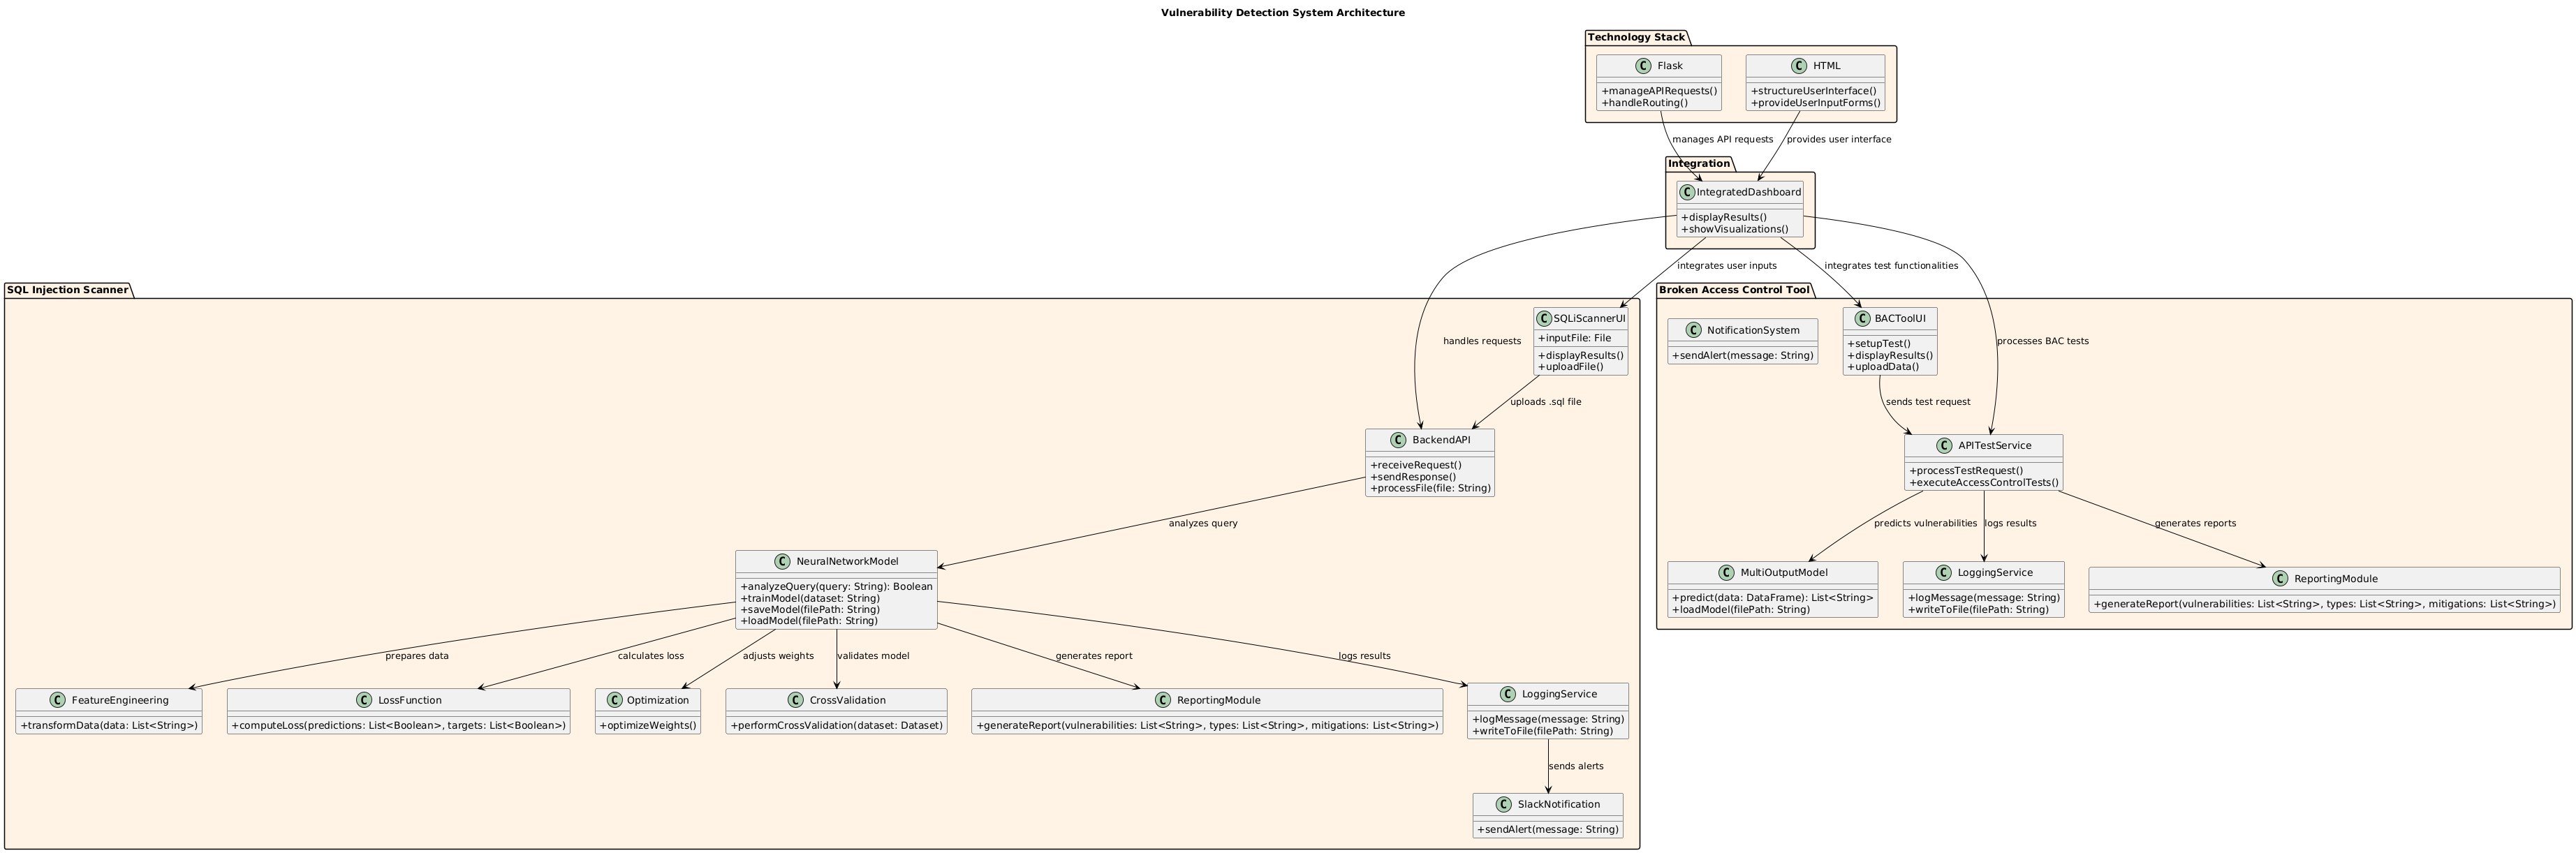 Vulnerability Detection System Architecture
Technology Stack
C Flask
+manageAPIRequests()
+handleRouting()
C HTML
+structureUserInterface()
+provideUserInputForms()
manages API requests
provides user interface
Integration
C IntegratedDashboard
+displayResults()
+showVisualizations()
integrates user inputs
integrates test functionalities
handles requests
processes BAC tests
SQL Injection Scanner
C SQLiScannerUI
+inputFile: File
+displayResults()
+uploadFile()
uploads .sql file
C BackendAPI
+receiveRequest()
+sendResponse()
+processFile(file: String)
analyzes query
C NeuralNetworkModel
+analyzeQuery(query: String): Boolean
+trainModel(dataset: String)
+saveModel(filePath: String)
+loadModel(filePath: String)
prepares data
calculates loss
adjusts weights
validates model
generates report
logs results
C FeatureEngineering
+transformData(data: List<String>)
C LossFunction
+computeLoss(predictions: List<Boolean>, targets: List<Boolean>)
C Optimization
+optimizeWeights()
C CrossValidation
+performCrossValidation(dataset: Dataset)
C ReportingModule
+generateReport(vulnerabilities: List<String>, types: List<String>, mitigations: List<String>)
C LoggingService
+logMessage(message: String)
+writeToFile(filePath: String)
sends alerts
C SlackNotification
+sendAlert(message: String)
Broken Access Control Tool
C NotificationSystem
+sendAlert(message: String)
C BACToolUI
+setupTest()
+displayResults()
+uploadData()
sends test request
C APITestService
+processTestRequest()
+executeAccessControlTests()
predicts vulnerabilities
logs results
generates reports
C MultiOutputModel
+predict(data: DataFrame): List<String>
+loadModel(filePath: String)
C LoggingService
+logMessage(message: String)
+writeToFile(filePath: String)
C ReportingModule
+generateReport(vulnerabilities: List<String>, types: List<String>, mitigations: List<String>)